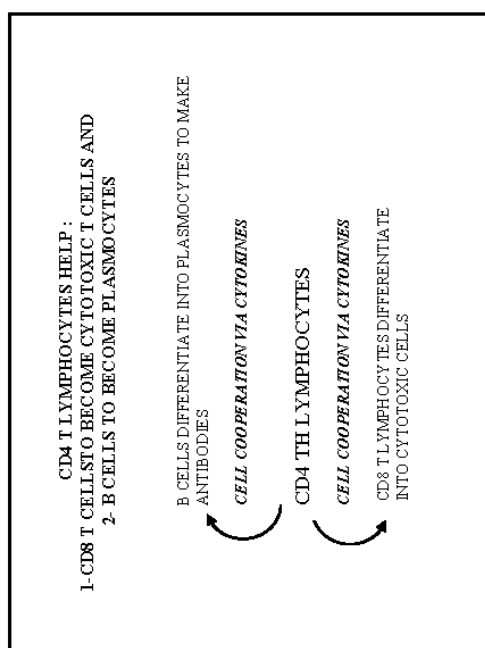 CD4 T LYMPHOCYTES HELP :
1-CD8 T CELLSTO BECOME CYTOTOXIC T CELLS AND
2- B CELLS TO BECOME PLASMOCYTES
B CELLS DIFFERENTIATE INTO PLASMOCYTES TO MAKE
ANTIBODIES
CELL COOPERATION VIA CYTOKINES
CD4 TH LYMPHOCYTES
CELL COOPERATION VIA CYTOKINES
CD8 T LYMPHOCYTES DIFFERENTIATE
INTO CYTOTOXIC CELLS